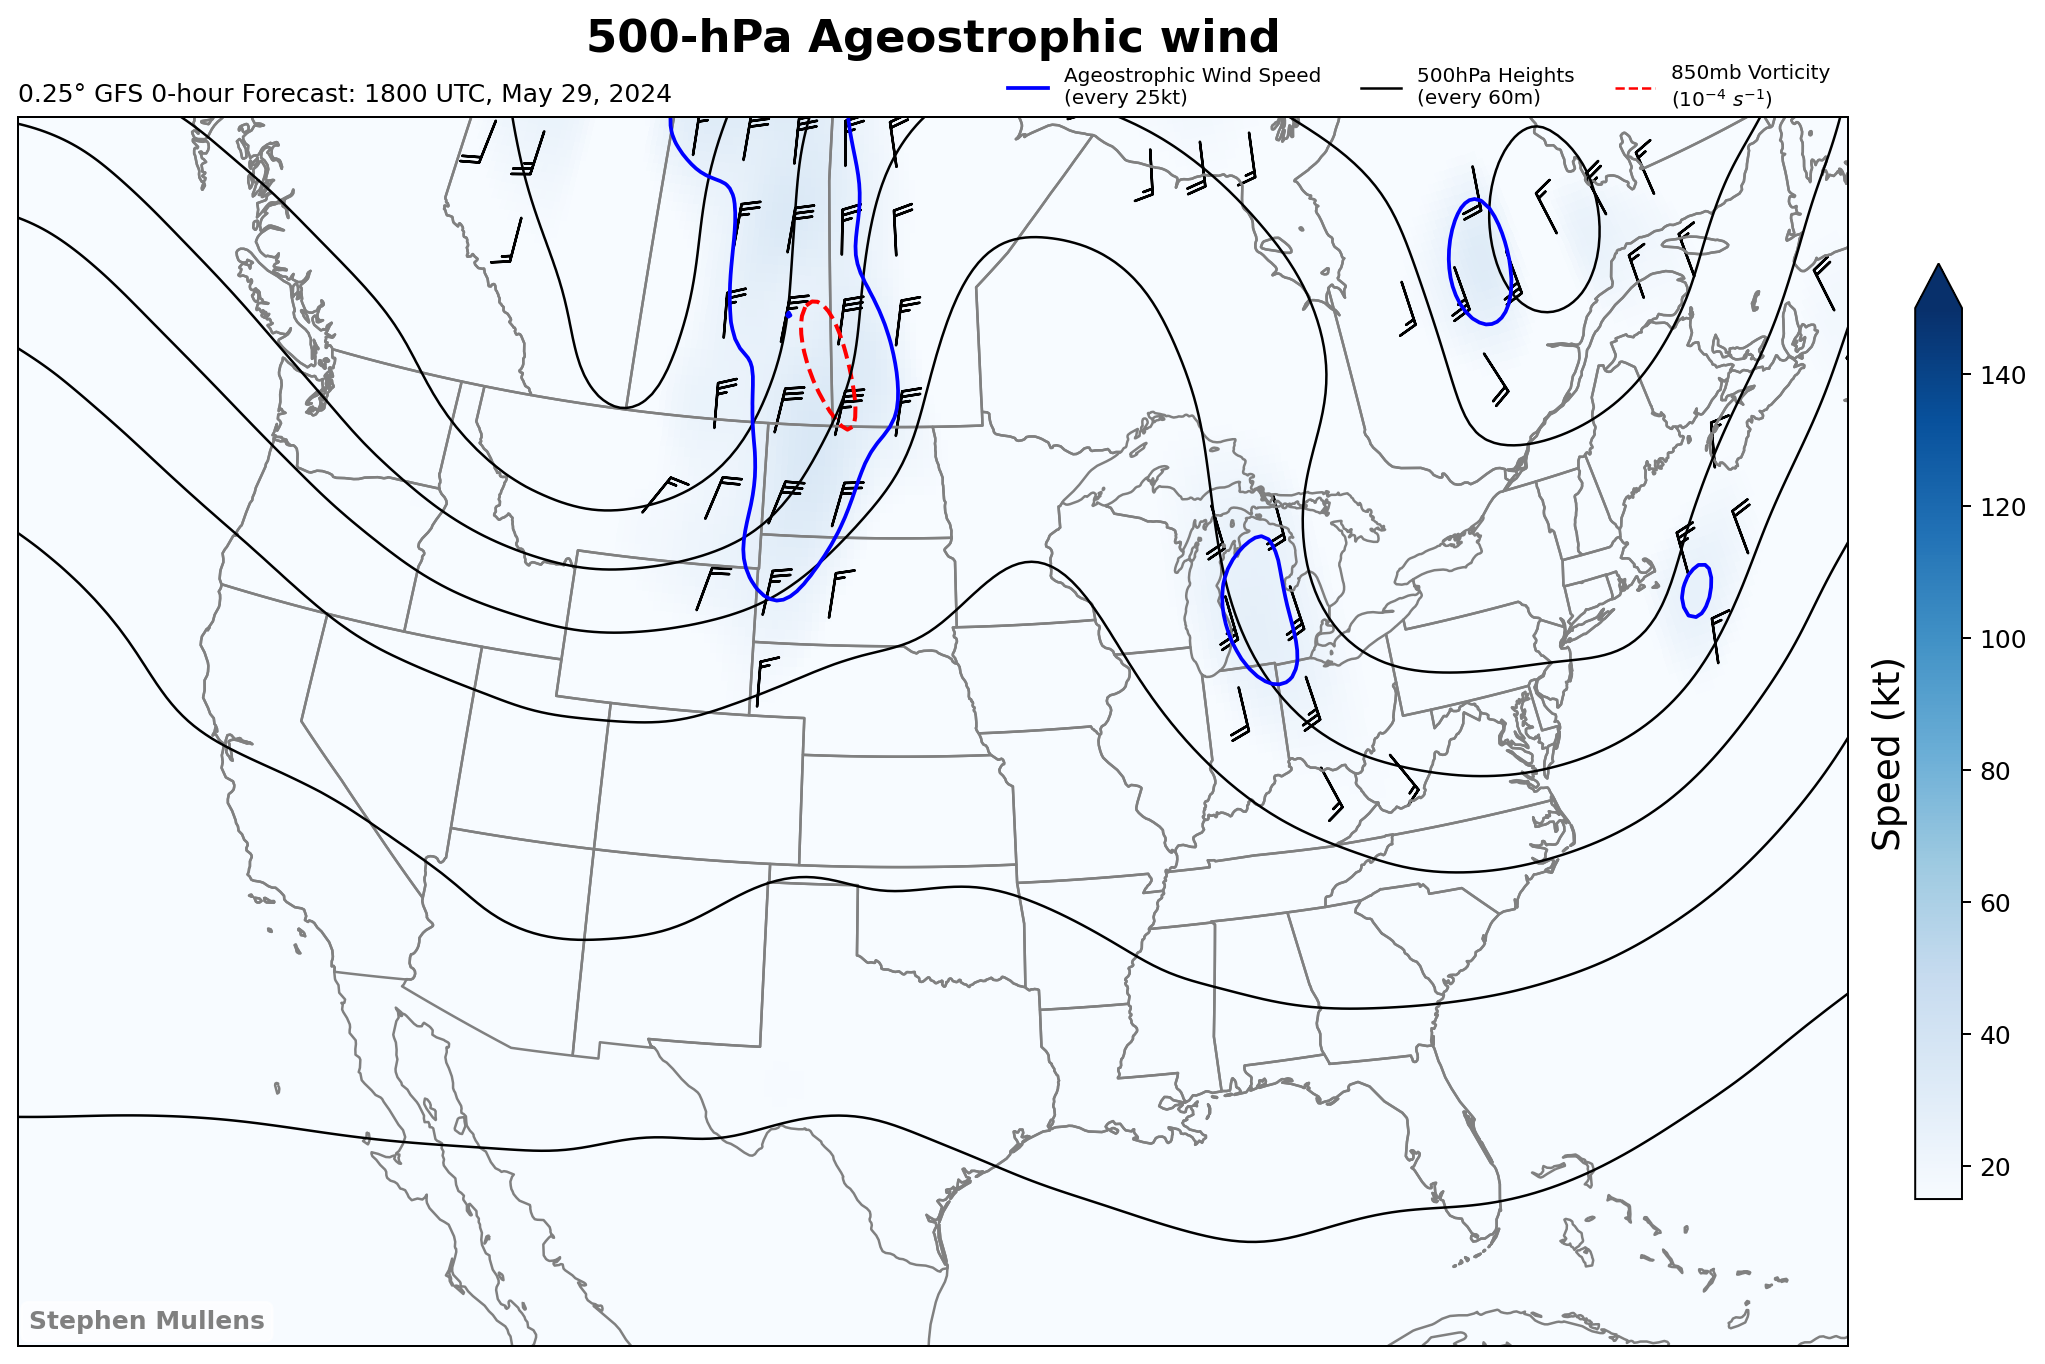 500-hPa Ageostrophic wind
0.25° GFS 0-hour Forecast: 1800 UTC, May 29, 2024
Ageostrophic Wind Speed
(every 25kt)
500hPa Heights
(every 60m)
850mb Vorticity
(10⁻⁴ s⁻¹)
140
120
100
80
60
40
20
Speed (kt)
Stephen Mullens